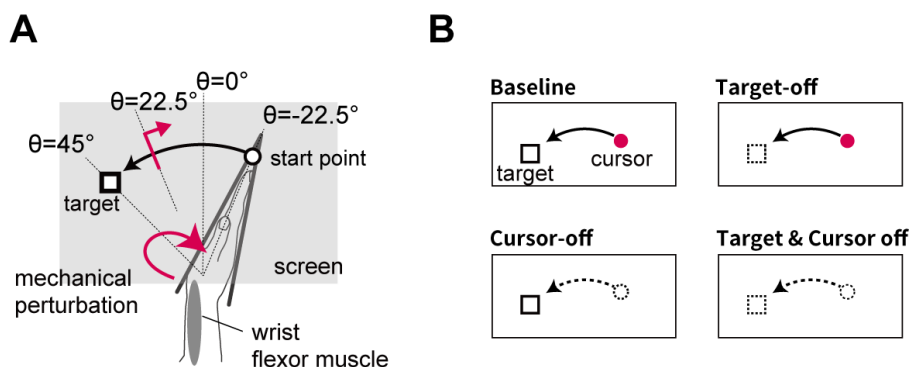 A
θ=0°
θ=22.5°
θ=-22.5°
θ=45°
start point
target
mechanical
perturbation
screen
wrist
flexor muscle
B
Baseline
target
cursor
Target-off
Cursor-off
Target & Cursor off